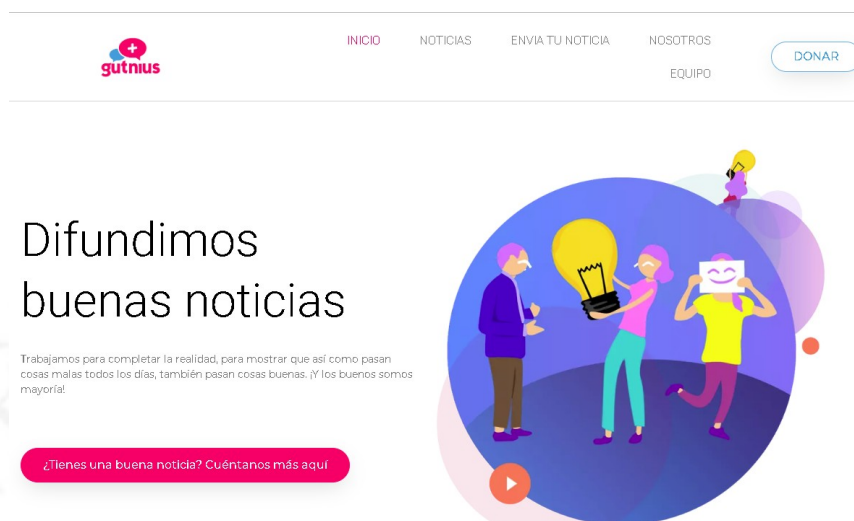 gutnius
INICIO
NOTICIAS
ENVIA TU NOTICIA
NOSOTROS
EQUIPO
DONAR
Difundimos
buenas noticias
Trabajamos para completar la realidad, para mostrar que así como pasan
cosas malas todos los días, también pasan cosas buenas. ¡Y los buenos somos
mayoría!
¿Tienes una buena noticia? Cuéntanos más aquí